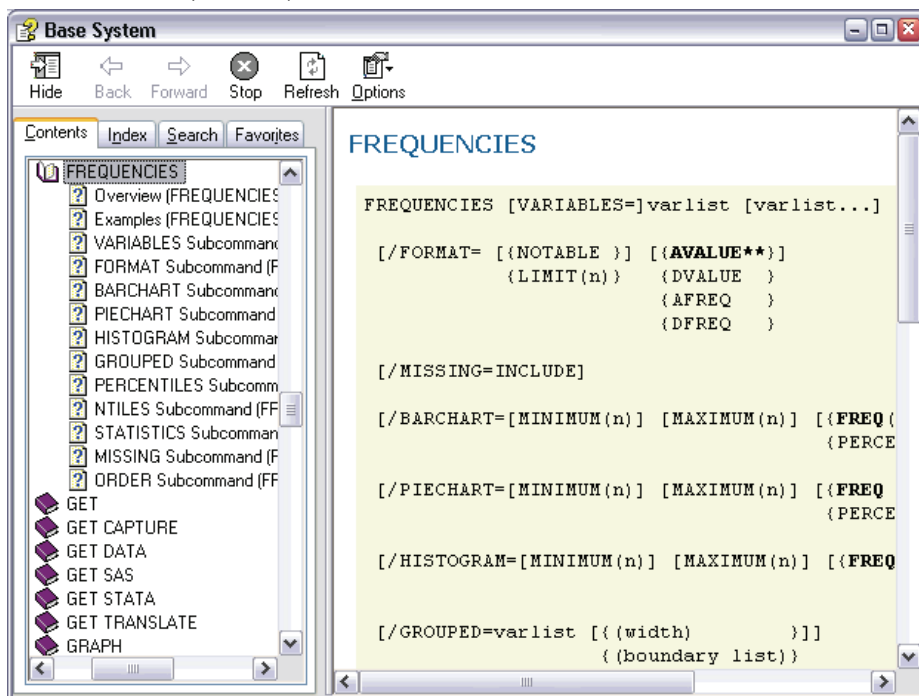 Base System
Hide Back Forward Stop Refresh Options
Contents Index Search Favorites
FREQUENCIES
Overview (FREQUENCIES
Examples (FREQUENCIES
VARIABLES Subcommand
FORMAT Subcommand (F
BARCHART Subcommand
PIECHART Subcommand
HISTOGRAM Subcommar
GROUPED Subcommand
PERCENTILES Subcomm
NTILES Subcommand (FF
STATISTICS Subcomman
MISSING Subcommand (F
ORDER Subcommand (FF
GET
GET CAPTURE
GET DATA
GET SAS
GET STATA
GET TRANSLATE
GRAPH
FREQUENCIES
FREQUENCIES [VARIABLES=]varlist [varlist...]
[/FORMAT= [{NOTABLE }] [{AVALUE**}]
{LIMIT(n)} {DVALUE }
{AFREQ }
{DFREQ }
[/MISSING=INCLUDE]
[/BARCHART=[MINIMUM(n)] [MAXIMUM(n)] [{FREQ(
{PERCE
[/PIECHART=[MINIMUM(n)] [MAXIMUM(n)] [{FREQ
{PERCE
[/HISTOGRAM=[MINIMUM(n)] [MAXIMUM(n)] [{FREQ
[/GROUPED=varlist [{(width) }]]
{(boundary list)}